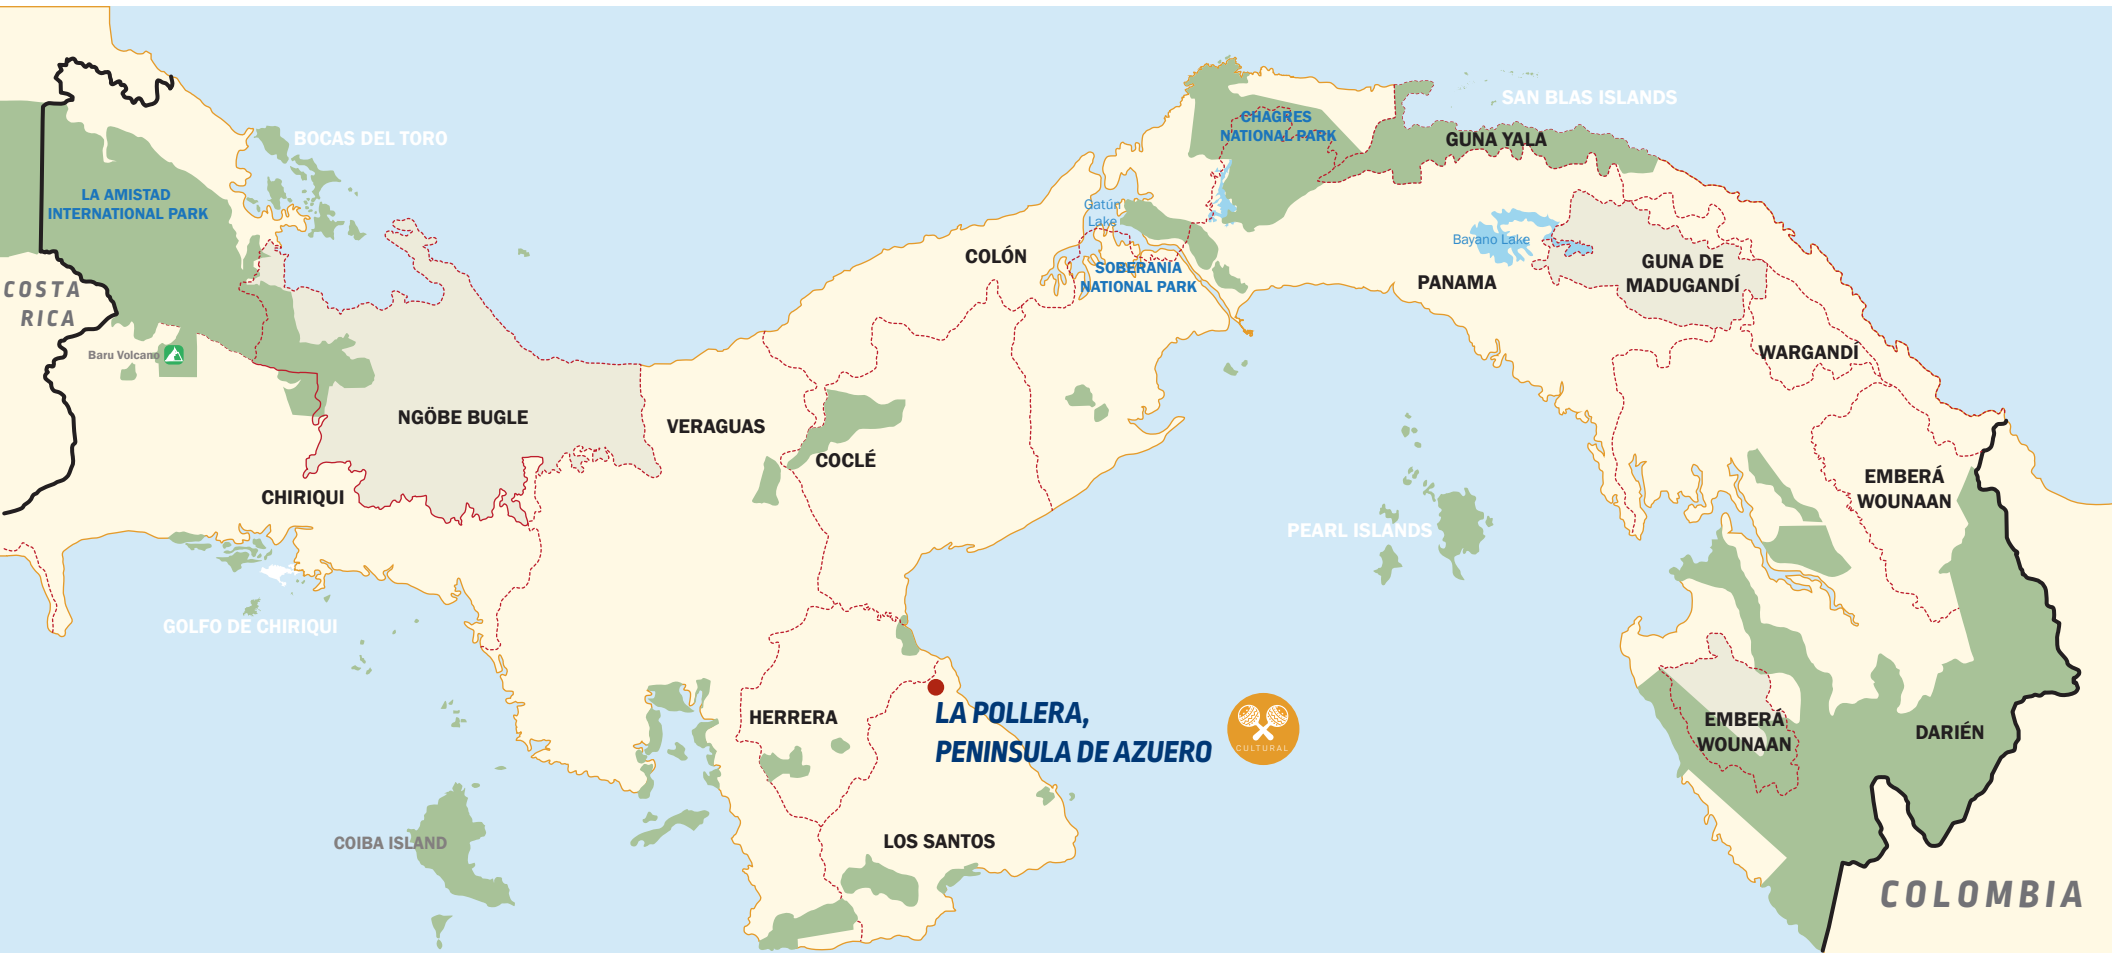 SAN BLAS ISLANDS
CHAGRES
NATIONAL PARK
BOCAS DEL TORO
GUNA YALA
LA AMISTAD
INTERNATIONAL PARK
Gatún
Lake
Bayano Lake
COLÓN
SOBERANÍA
NATIONAL PARK
PANAMA
GUNA DE
MADUGANDÍ
COSTA
RICA
Baru Volcano
WARGANDÍ
NGÖBE BUGLE
VERAGUAS
COCLÉ
CHIRIQUI
EMBERÁ
WOUNAAN
PEARL ISLANDS
GOLFO DE CHIRIQUI
HERRERA
LA POLLERA,
PENINSULA DE AZUERO
CULTURAL
EMBERÁ
WOUNAAN
DARIÉN
COIBA ISLAND
LOS SANTOS
COLOMBIA